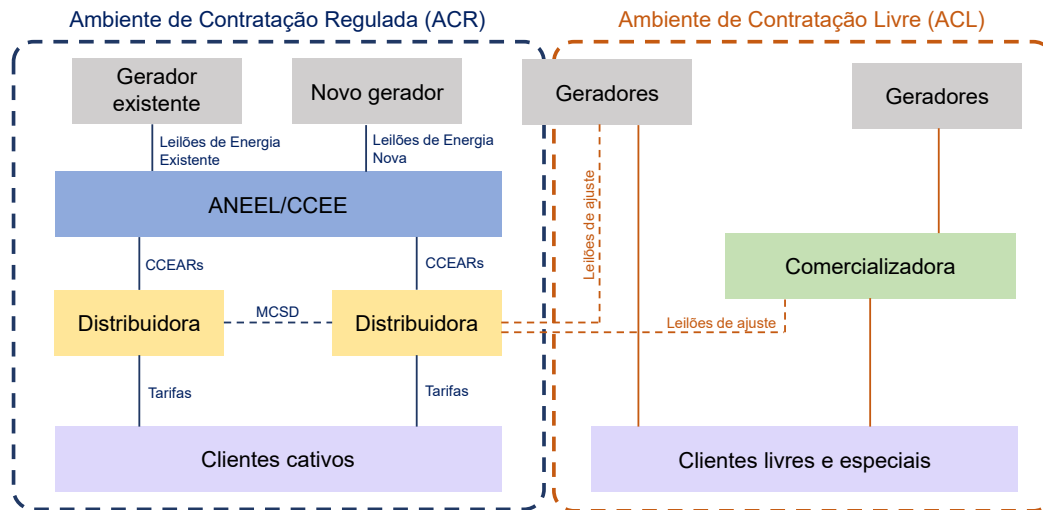 Ambiente de Contratação Regulada (ACR)
Ambiente de Contratação Livre (ACL)
Gerador
existente
Novo gerador
Geradores
Geradores
Leilões de Energia
Existente
Leilões de Energia
Nova
ANEEL/CCEE
Leilões de ajuste
CCEARs
CCEARs
Comercializadora
Distribuidora
MCSD
Distribuidora
Leilões de ajuste
Tarifas
Tarifas
Clientes cativos
Clientes livres e especiais